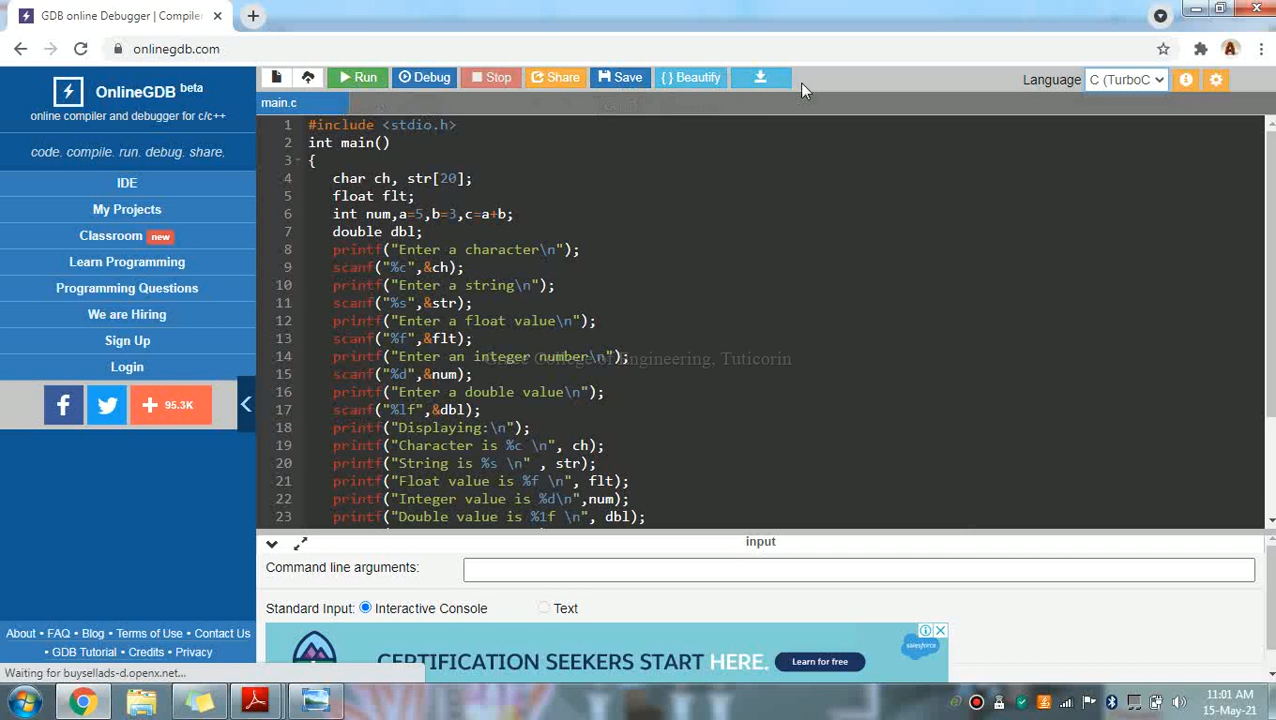 GDB online Debugger | Compiler
onlinegdb.com
OnlineGDB beta
online compiler and debugger for c/c++
code. compile. run. debug. share.
IDE
My Projects
Classroom new
Learn Programming
Programming Questions
We are Hiring
Sign Up
Login
95.3K
About • FAQ • Blog • Terms of Use • Contact Us
• GDB Tutorial • Credits • Privacy
Run Debug Stop Share Save { } Beautify
Language C (TurboC
main.c
1 #include <stdio.h>
2 int main()
3 {
4 char ch, str[20];
5 float flt;
6 int num,a=5,b=3,c=a+b;
7 double dbl;
8 printf("Enter a character\n");
9 scanf("%c",&ch);
10 printf("Enter a string\n");
11 scanf("%s",&str);
12 printf("Enter a float value\n");
13 scanf("%f",&flt);
14 printf("Enter an integer number\n");
Grace College of Engineering, Tuticorin
15 scanf("%d",&num);
16 printf("Enter a double value\n");
17 scanf("%lf",&dbl);
18 printf("Displaying:\n");
19 printf("Character is %c \n", ch);
20 printf("String is %s \n" , str);
21 printf("Float value is %f \n", flt);
22 printf("Integer value is %d\n",num);
23 printf("Double value is %1f \n", dbl);
input
Command line arguments:
Standard Input: Interactive Console Text
CERTIFICATION SEEKERS START HERE.
Learn for free
salesforce
Waiting for buysellads-d.openx.net...
11:01 AM
15-May-21